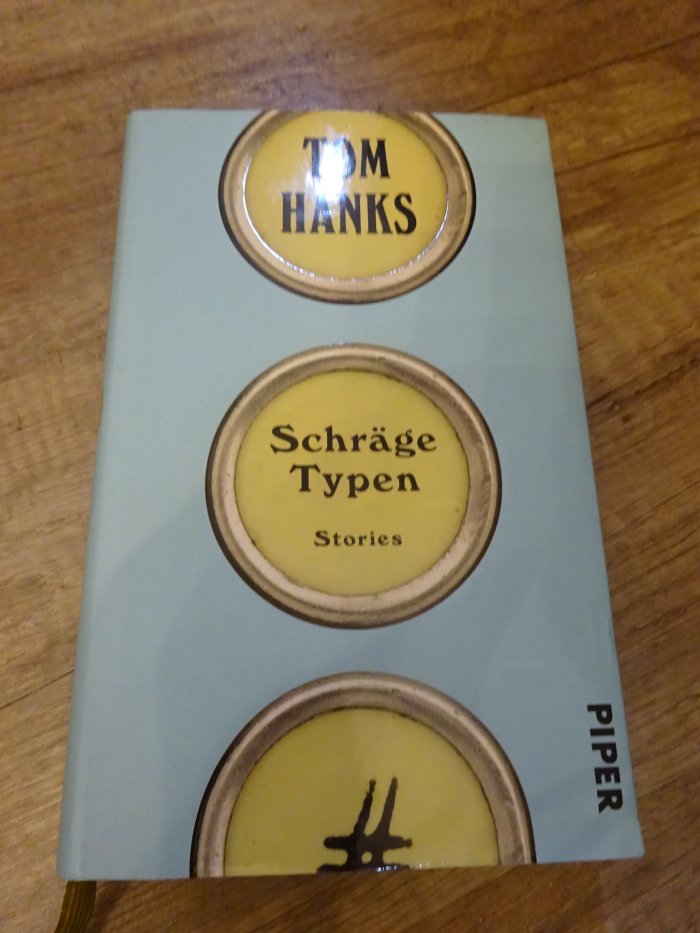 TOM
HANKS
Schräge
Typen
Stories
PIPER